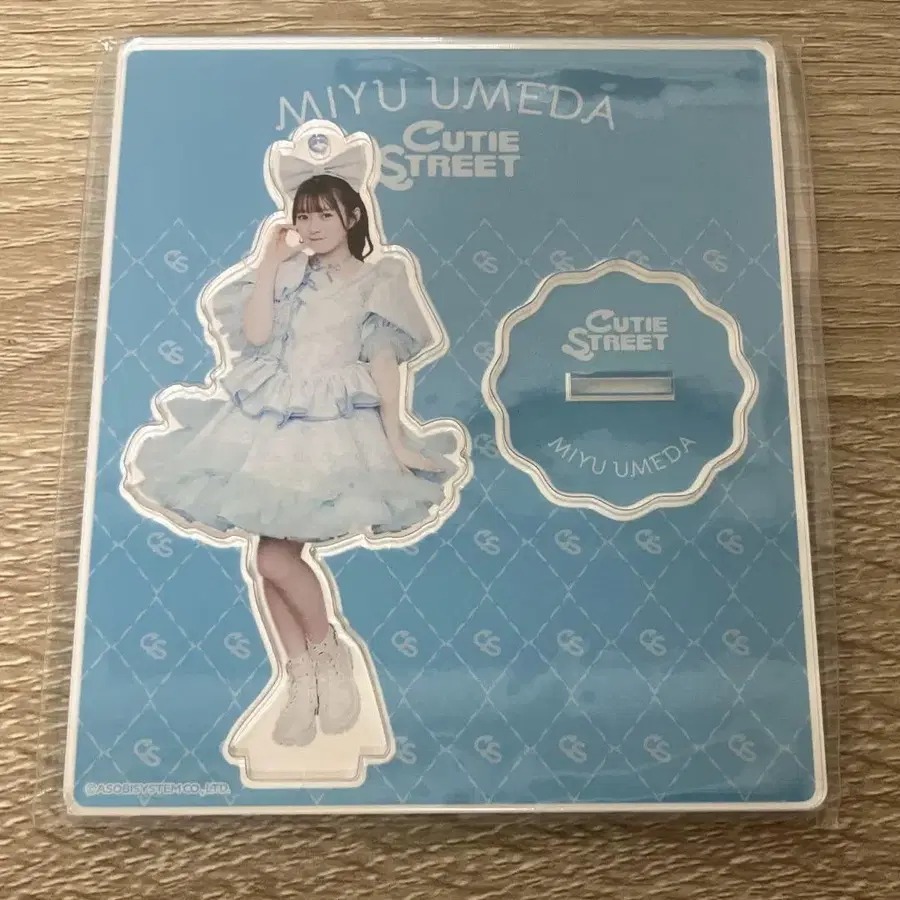 MIYU UMEDA
CUTIE
STREET
CUTIE
STREET
MIYU UMEDA
©ASOBISYSTEM CO.,LTD.